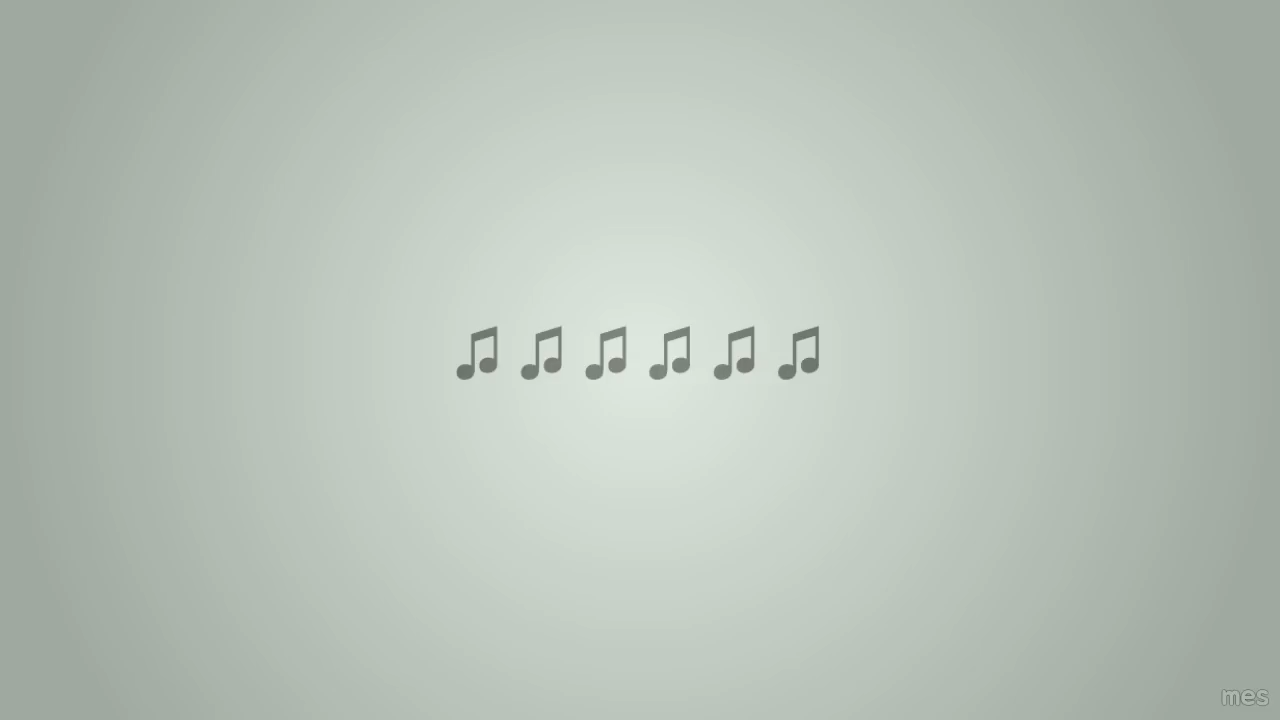 ♫ ♫ ♫ ♫ ♫ ♫
mes